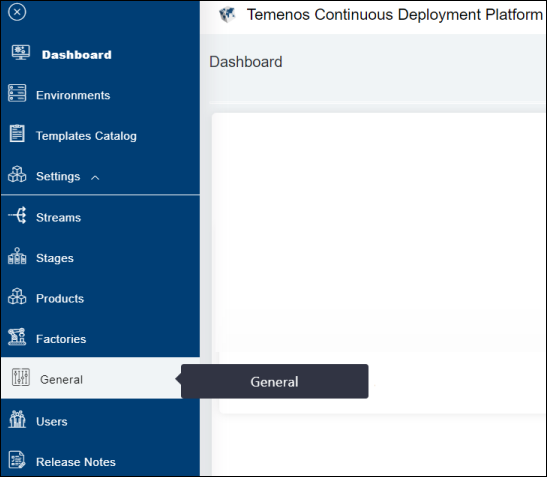 Temenos Continuous Deployment Platform
Dashboard
Dashboard
Environments
Templates Catalog
Settings
Streams
Stages
Products
Factories
General
General
Users
Release Notes